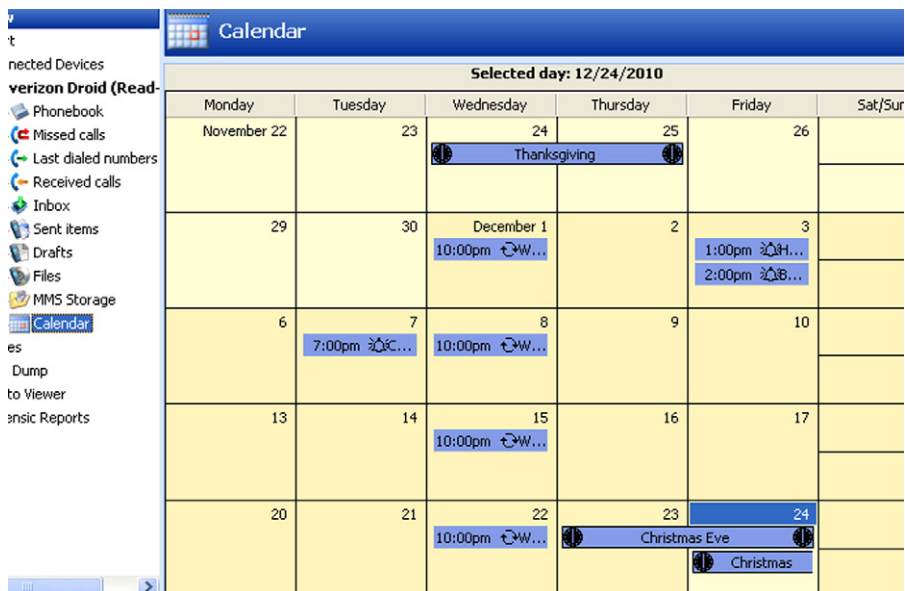 Calendar
nected Devices
verizon Droid (Read-
Phonebook
Missed calls
Last dialed numbers
Received calls
Inbox
Sent items
Drafts
Files
MMS Storage
Calendar
es
Dump
to Viewer
ensic Reports
Selected day: 12/24/2010
Monday Tuesday Wednesday Thursday Friday Sat/Sun
November 22 23 24 25 26
Thanksgiving
29 30 December 1 2 3
10:00pm W... 1:00pm H...
2:00pm B...
6 7 8 9 10
7:00pm C... 10:00pm W...
13 14 15 16 17
10:00pm W...
20 21 22 23 24
10:00pm W... Christmas Eve
Christmas